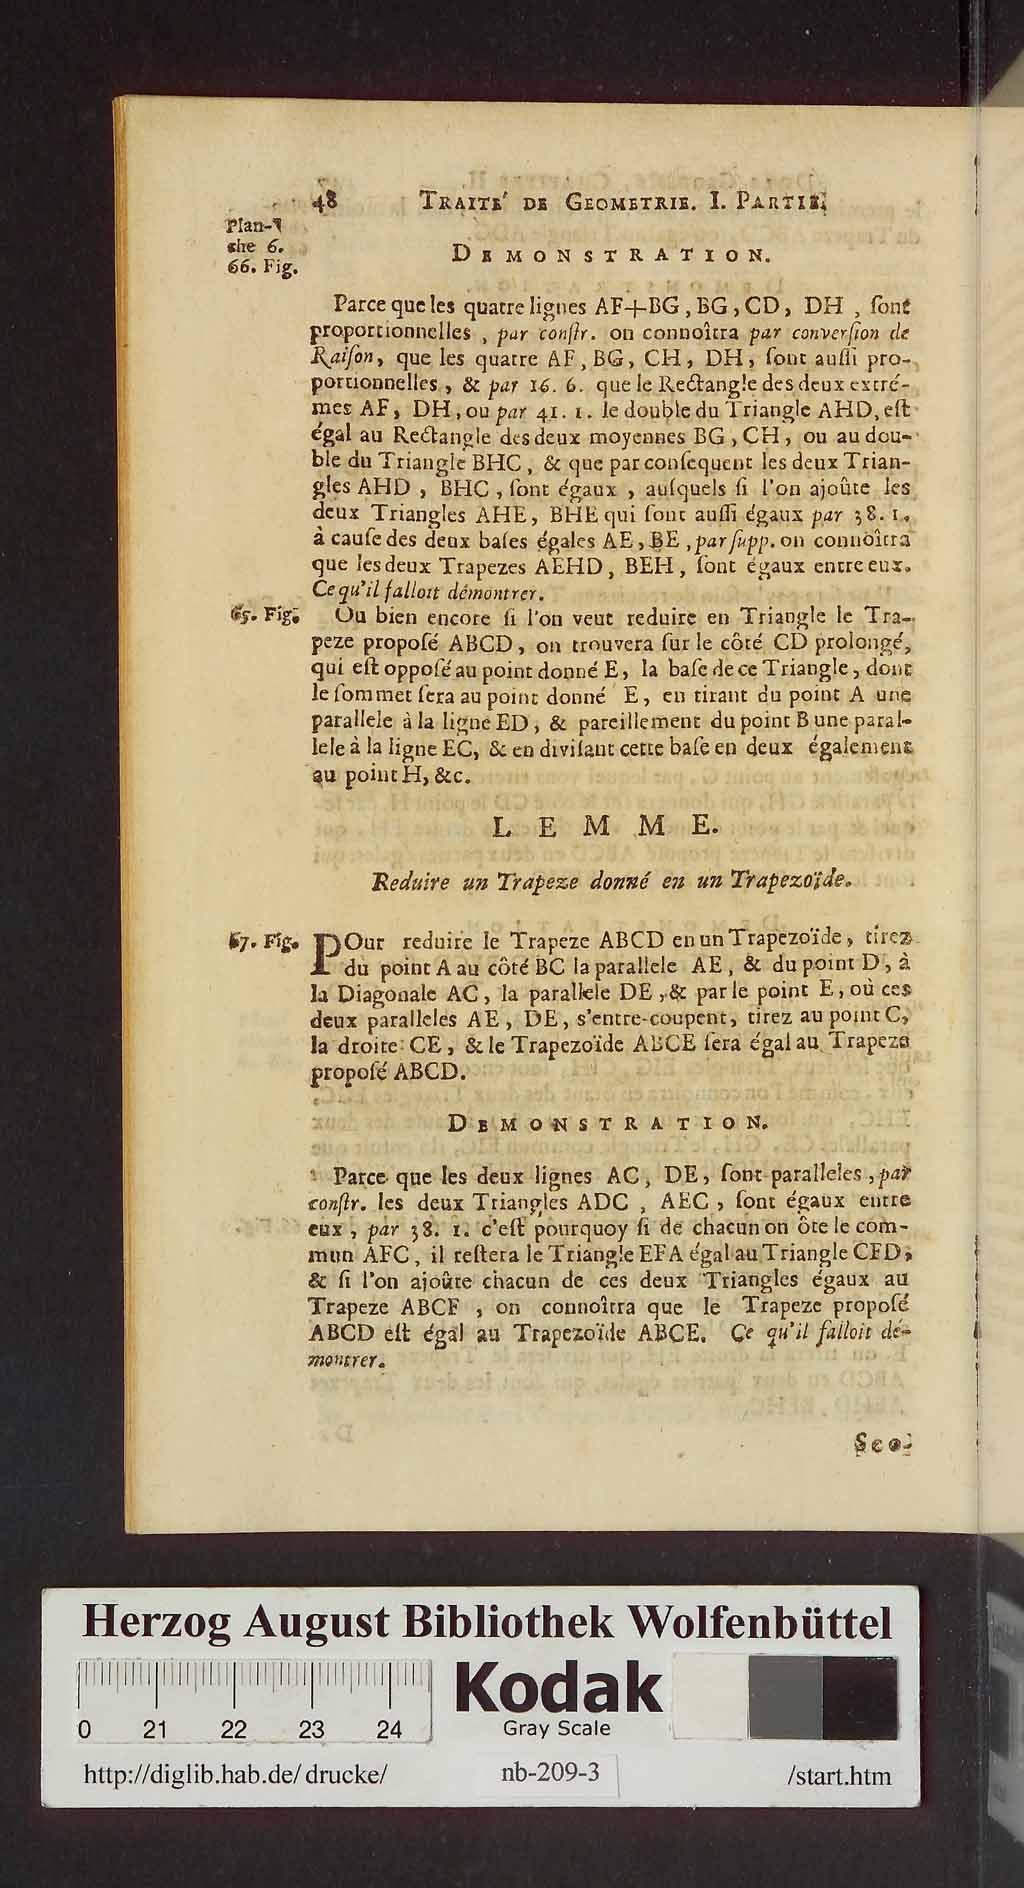 48 TRAITE' DE GEOMETRIE. I. PARTIE.
Plan-
che 6.
66. Fig.
DEMONSTRATION.
Parce que les quatre lignes AF+BG, BG, CD, DH, ſont
proportionnelles, par conſtr. on connoîtra par converſion de
Raiſon, que les quatre AF, BG, CH, DH, ſont auſſi pro-
portionnelles, & par 16. 6. que le Rectangle des deux extré-
mes AF, DH, ou par 41. 1. le double du Triangle AHD, eſt
égal au Rectangle des deux moyennes BG, CH, ou au dou-
ble du Triangle BHC, & que par conſequent les deux Trian-
gles AHD, BHC, ſont égaux, auſquels ſi l'on ajoûte les
deux Triangles AHE, BHE qui ſont auſſi égaux par 38. 1.
à cauſe des deux baſes égales AE, BE, par ſupp. on connoîtra
que les deux Trapezes AEHD, BEH, ſont égaux entre eux.
Ce qu'il falloit démontrer.
65. Fig. Ou bien encore ſi l'on veut reduire en Triangle le Tra-
peze propoſé ABCD, on trouvera ſur le côté CD prolongé,
qui eſt oppoſé au point donné E, la baſe de ce Triangle, dont
le ſommet ſera au point donné E, en tirant du point A une
parallele à la ligne ED, & pareillement du point B une paral-
lele à la ligne EC, & en diviſant cette baſe en deux également
au point H, &c.
LEMME.
Reduire un Trapeze donné en un Trapezoïde.
67. Fig. POur reduire le Trapeze ABCD en un Trapezoïde, tirez
du point A au côté BC la parallele AE, & du point D, à
la Diagonale AC, la parallele DE, & par le point E, où ces
deux paralleles AE, DE, s'entre-coupent, tirez au point C,
la droite CE, & le Trapezoïde ABCE ſera égal au Trapeze
propoſé ABCD.
DEMONSTRATION.
Parce que les deux lignes AC, DE, ſont paralleles, par
conſtr. les deux Triangles ADC, AEC, ſont égaux entre
eux, par 38. 1. c'eſt pourquoy ſi de chacun on ôte le com-
mun AFC, il reſtera le Triangle EFA égal au Triangle CFD,
& ſi l'on ajoûte chacun de ces deux Triangles égaux au
Trapeze ABCF, on connoîtra que le Trapeze propoſé
ABCD eſt égal au Trapezoïde ABCE. Ce qu'il falloit dé-
montrer.
Herzog August Bibliothek Wolfenbüttel
0 21 22 23 24
Kodak
Gray Scale
http://diglib.hab.de/drucke/ nb-209-3 /start.htm